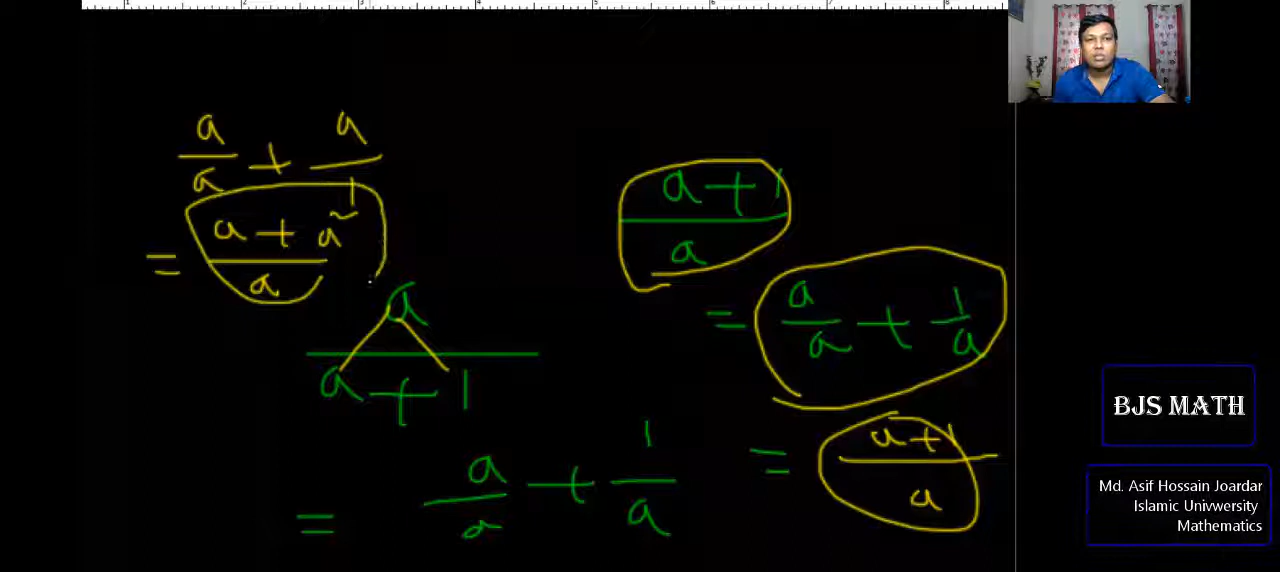 a/a + a/1
= (a + a²)/a
a/(a + 1)
= a/a + 1/a
(a + 1)/a
= a/a + 1/a
= (a + 1)/a
BJS MATH
Md. Asif Hossain Joardar
Islamic Univwersity
Mathematics